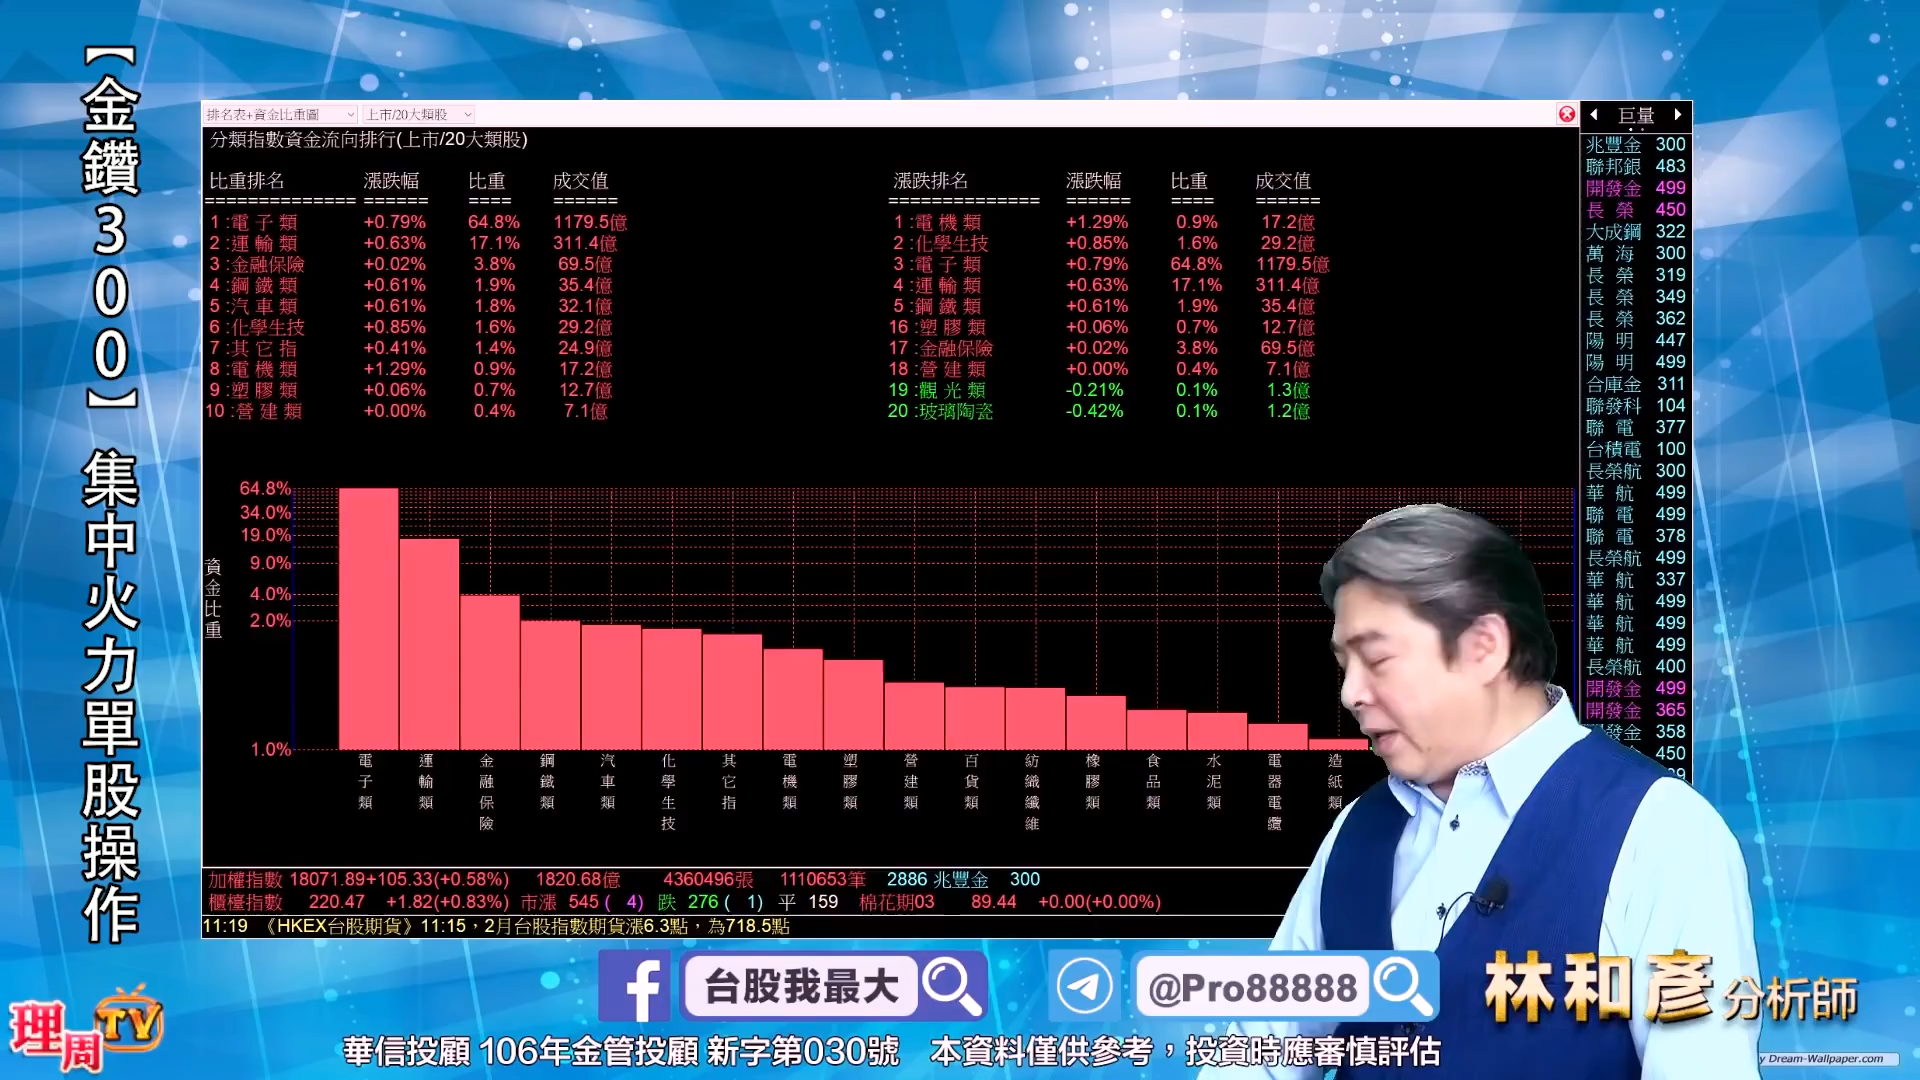 【金鑽300】集中火力單股操作
排名表+資金比重圖
上市/20大類股
分類指數資金流向排行(上市/20大類股)
比重排名 漲跌幅 比重 成交值
============= ====== ==== ======
1 :電 子 類 +0.79% 64.8% 1179.5億
2 :運 輸 類 +0.63% 17.1% 311.4億
3 :金融保險 +0.02% 3.8% 69.5億
4 :鋼 鐵 類 +0.61% 1.9% 35.4億
5 :汽 車 類 +0.61% 1.8% 32.1億
6 :化學生技 +0.85% 1.6% 29.2億
7 :其 它 指 +0.41% 1.4% 24.9億
8 :電 機 類 +1.29% 0.9% 17.2億
9 :塑 膠 類 +0.06% 0.7% 12.7億
10 :營 建 類 +0.00% 0.4% 7.1億
漲跌排名 漲跌幅 比重 成交值
============= ====== ==== ======
1 :電 機 類 +1.29% 0.9% 17.2億
2 :化學生技 +0.85% 1.6% 29.2億
3 :電 子 類 +0.79% 64.8% 1179.5億
4 :運 輸 類 +0.63% 17.1% 311.4億
5 :鋼 鐵 類 +0.61% 1.9% 35.4億
16 :塑 膠 類 +0.06% 0.7% 12.7億
17 :金融保險 +0.02% 3.8% 69.5億
18 :營 建 類 +0.00% 0.4% 7.1億
19 :觀 光 類 -0.21% 0.1% 1.3億
20 :玻璃陶瓷 -0.42% 0.1% 1.2億
資金比重
64.8%
34.0%
19.0%
9.0%
4.0%
2.0%
1.0%
電子類
運輸類
金融保險
鋼鐵類
汽車類
化學生技
其它指
電機類
塑膠類
營建類
百貨類
紡織纖維
橡膠類
食品類
水泥類
電器電纜
造紙類
巨量
兆豐金 300
聯邦銀 483
開發金 499
長 榮 450
大成鋼 322
萬 海 300
長 榮 319
長 榮 349
長 榮 362
陽 明 447
陽 明 499
合庫金 311
聯發科 104
聯 電 377
台積電 100
長榮航 300
華 航 499
聯 電 499
聯 電 378
長榮航 499
華 航 337
華 航 499
華 航 499
華 航 499
長榮航 400
開發金 499
開發金 365
發金 358
450
加權指數 18071.89+105.33(+0.58%) 1820.68億 4360496張 1110653筆 2886 兆豐金 300
櫃檯指數 220.47 +1.82(+0.83%) 市漲 545 ( 4) 跌 276 ( 1) 平 159 棉花期03 89.44 +0.00(+0.00%)
11:19 《HKEX台股期貨》11:15，2月台股指數期貨漲6.3點，為718.5點
台股我最大
@Pro88888
林和彥 分析師
理周TV
華信投顧 106年金管投顧 新字第030號 本資料僅供參考，投資時應審慎評估
y Dream-Wallpaper.com